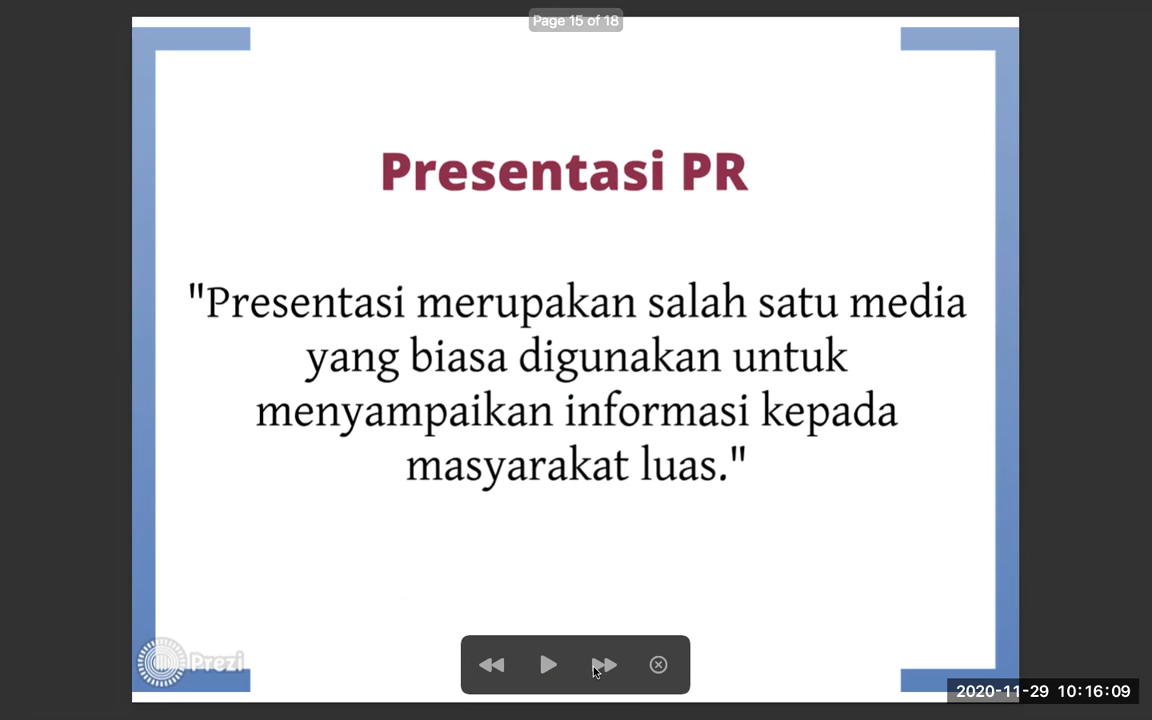 Page 15 of 18
Presentasi PR
"Presentasi merupakan salah satu media
yang biasa digunakan untuk
menyampaikan informasi kepada
masyarakat luas."
Prezi
2020-11-29 10:16:09